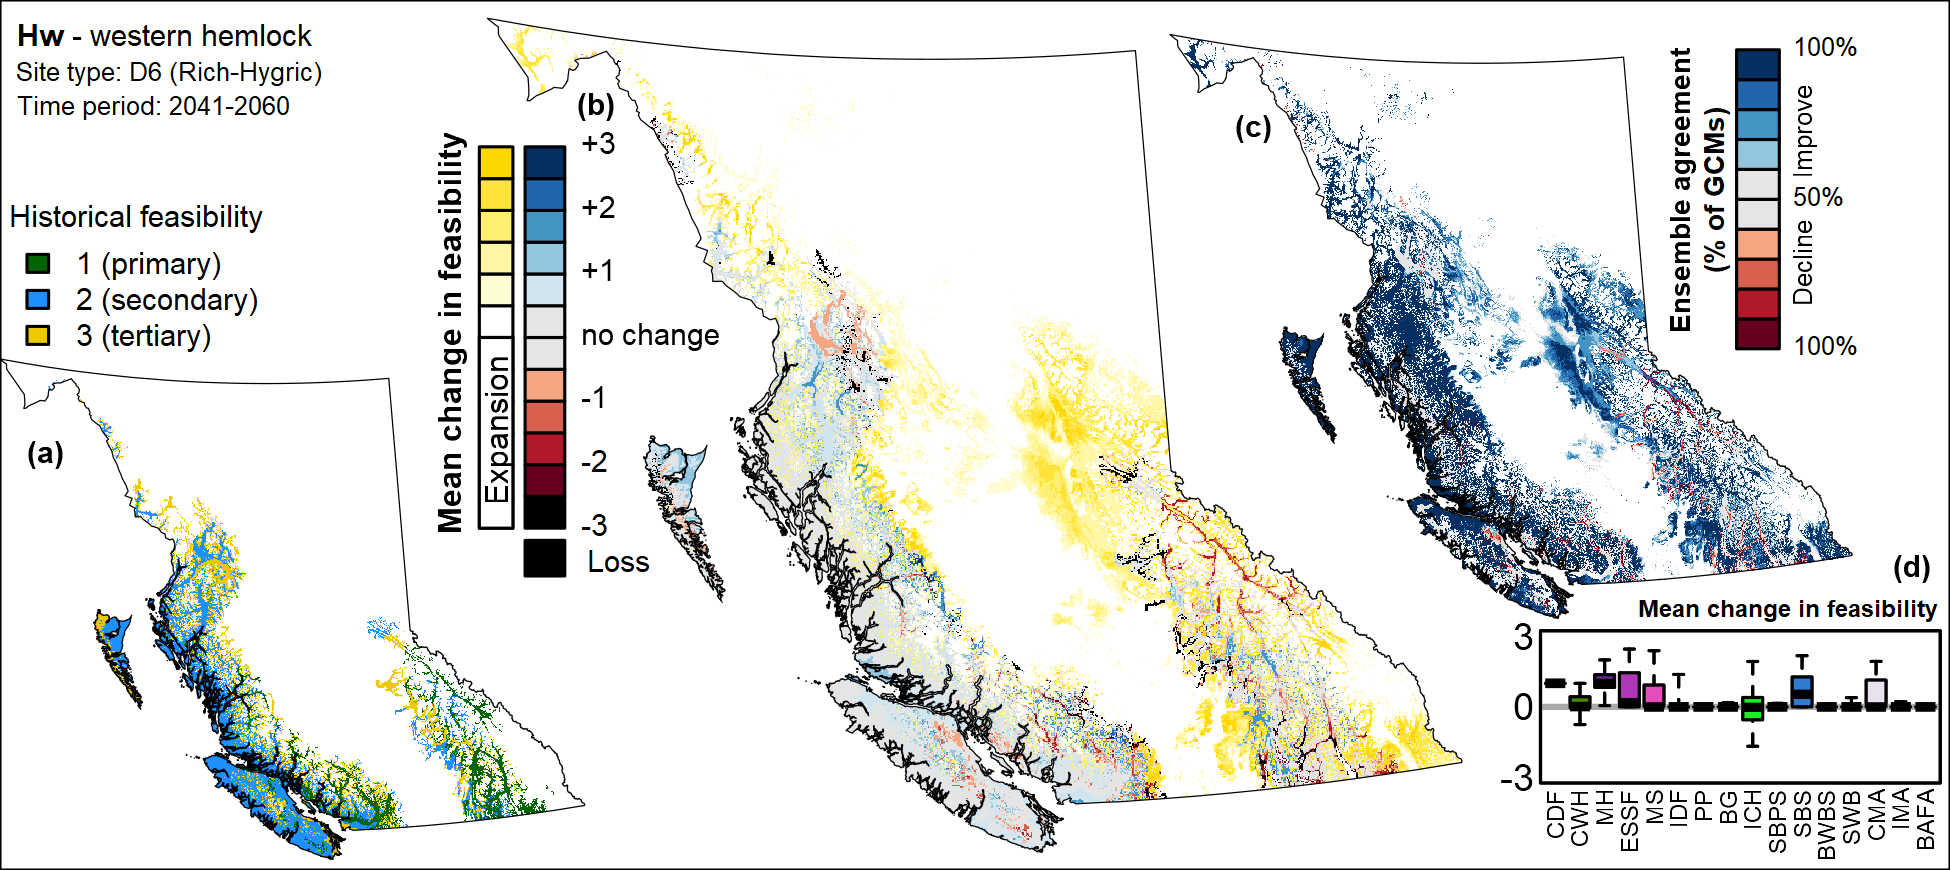 Hw - western hemlock
Site type: D6 (Rich-Hygric)
Time period: 2041-2060
Historical feasibility
1 (primary)
2 (secondary)
3 (tertiary)
(a)
(b)
Mean change in feasibility
Expansion
+3
+2
+1
no change
-1
-2
-3
Loss
(c)
Ensemble agreement
(% of GCMs)
100%
Improve
50%
Decline
100%
(d)
Mean change in feasibility
3
0
-3
CDF
CWH
MH
ESSF
MS
IDF
PP
BG
ICH
SBPS
SBS
BWBS
SWB
CMA
IMA
BAFA